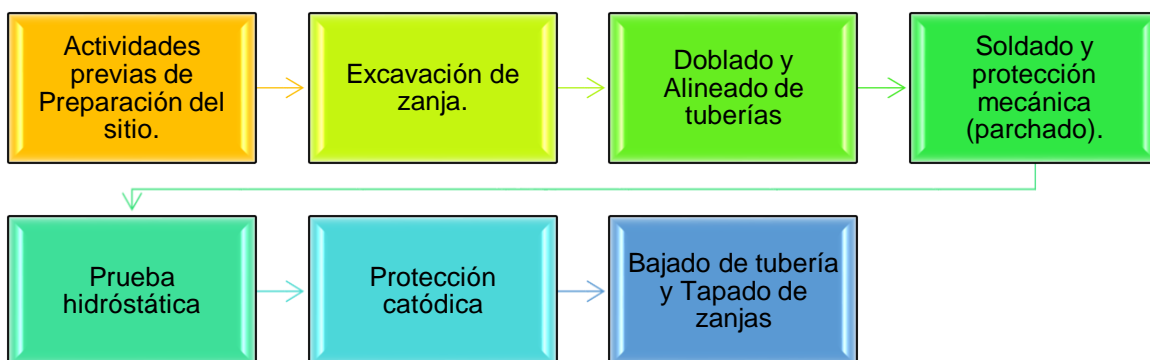 Actividades
previas de
Preparación del
sitio.
Excavación de
zanja.
Doblado y
Alineado de
tuberías
Soldado y
protección
mecánica
(parchado).
Prueba
hidróstática
Protección
catódica
Bajado de tubería
y Tapado de
zanjas